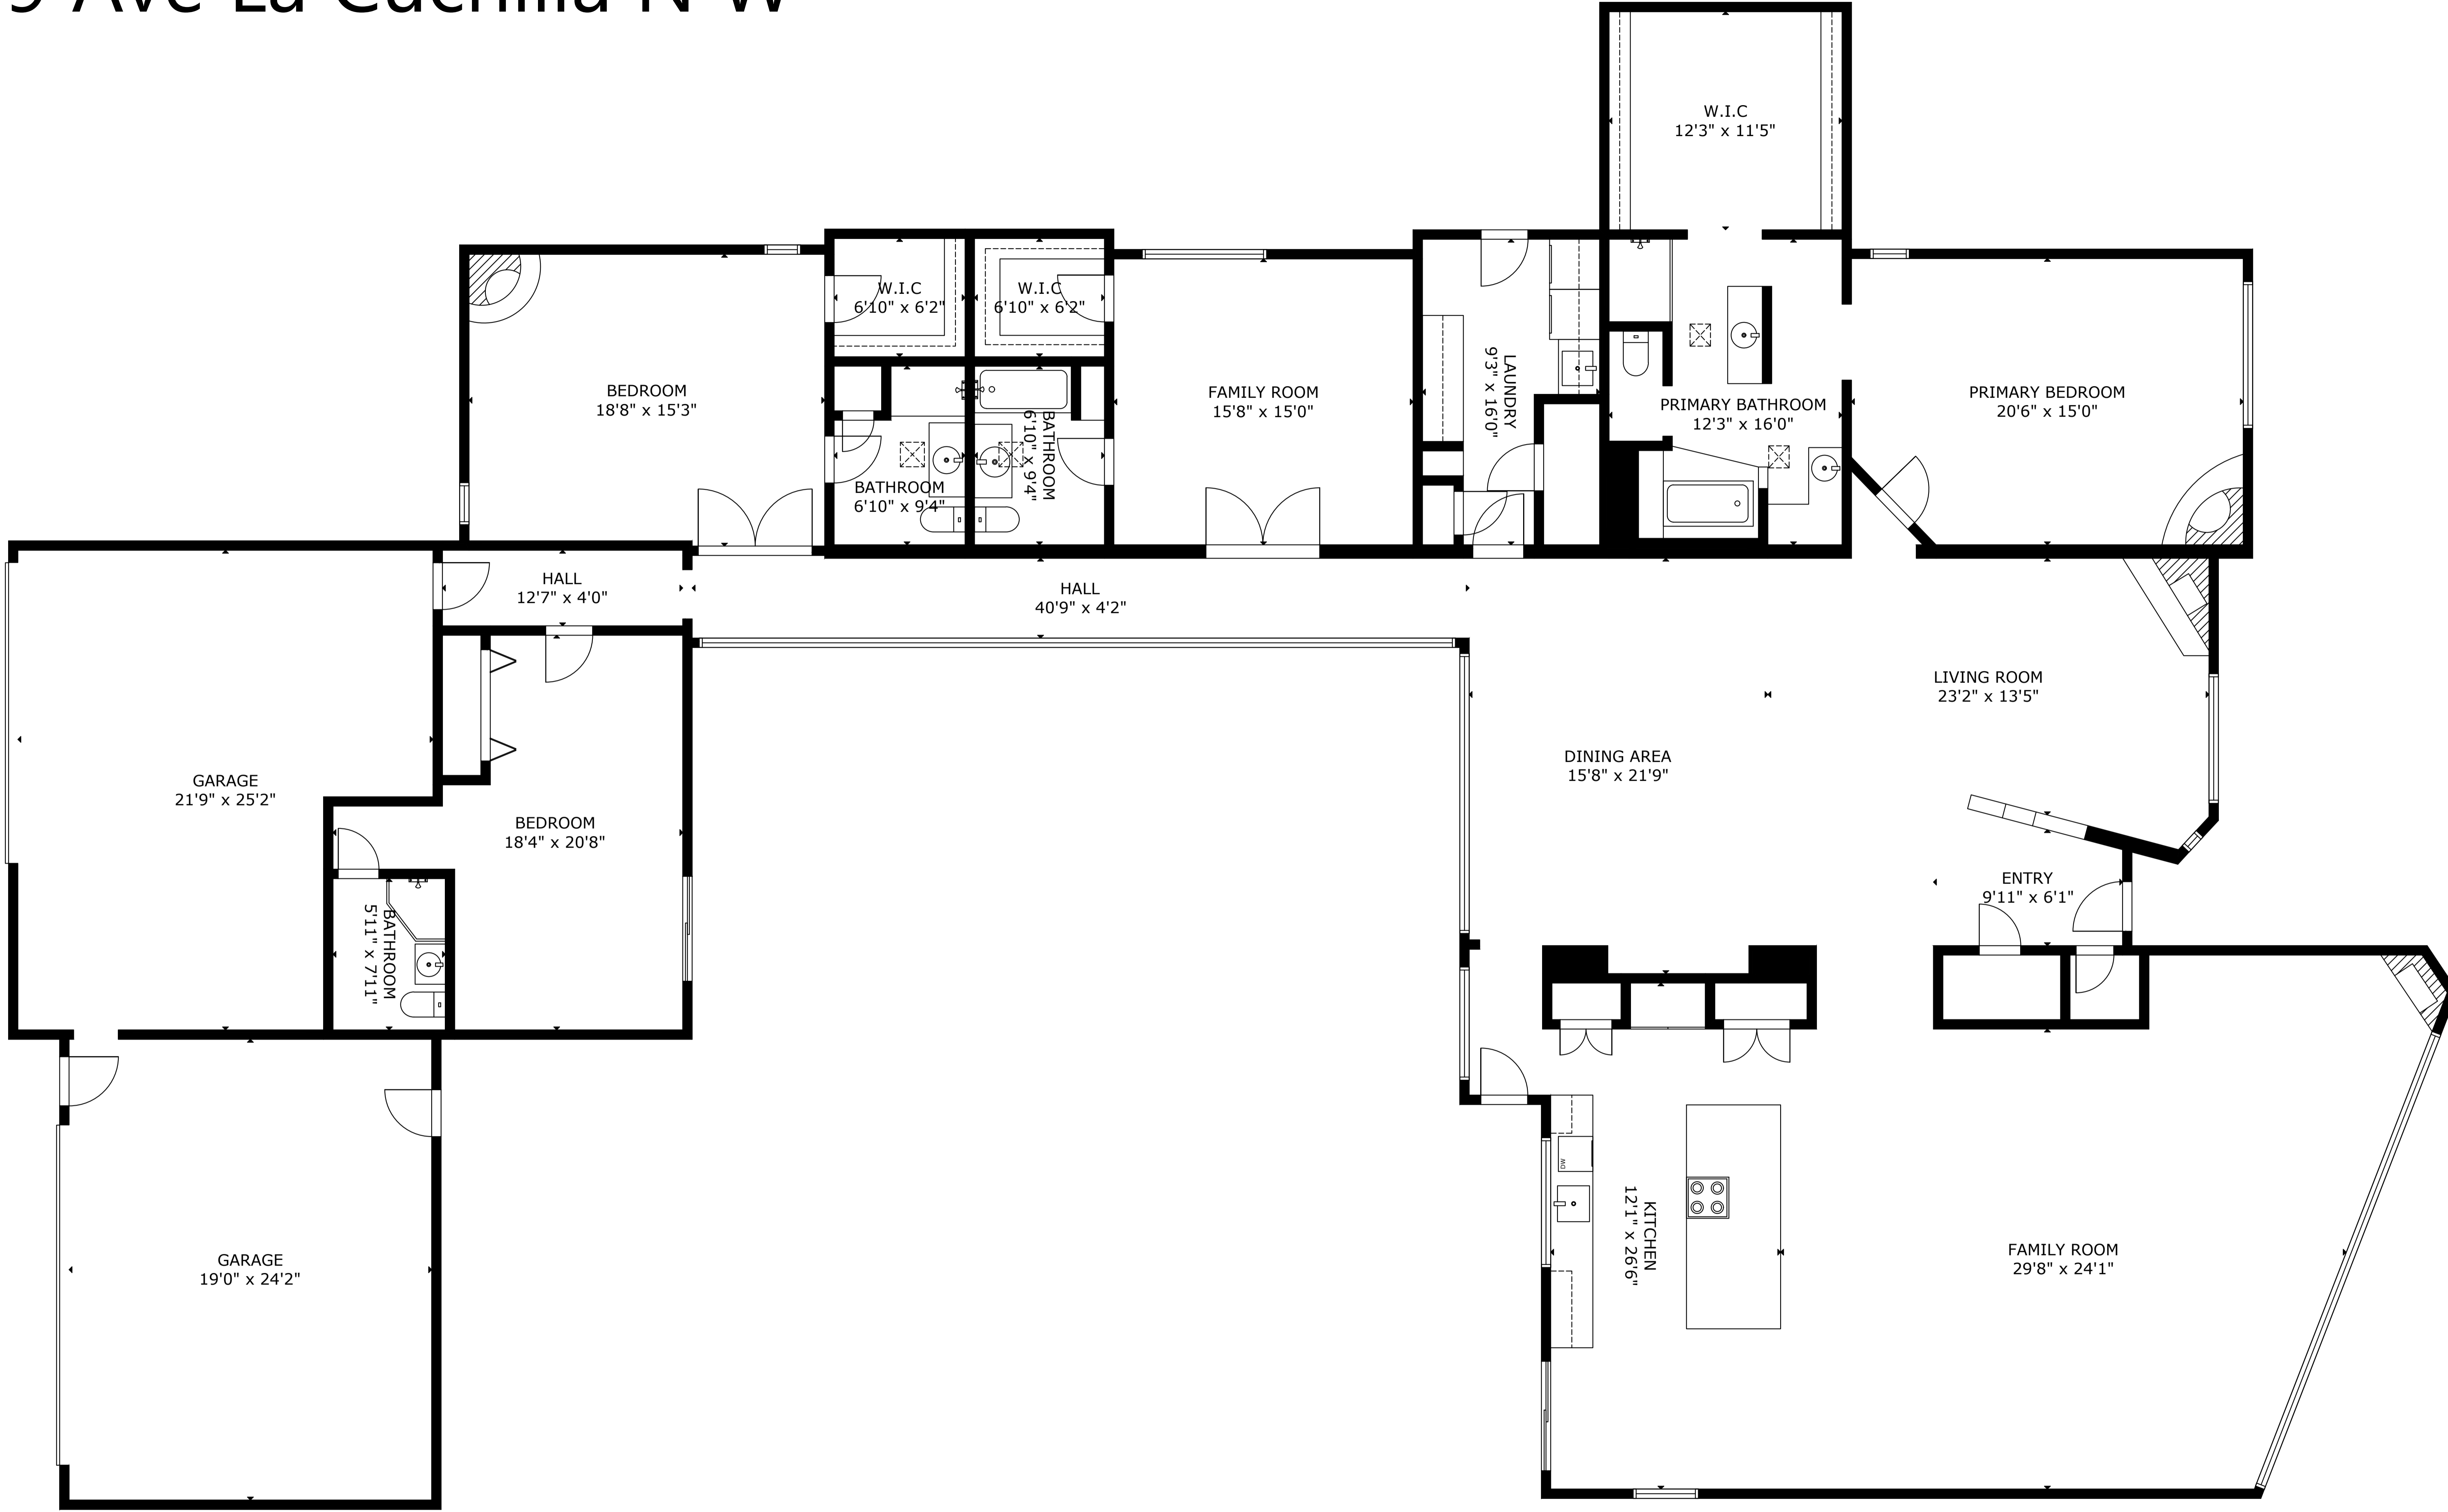 W.I.C
12'3" x 11'5"
W.I.C
6'10" x 6'2"
W.I.C
6'10" x 6'2"
BEDROOM
18'8" x 15'3"
FAMILY ROOM
15'8" x 15'0"
LAUNDRY
9'3" x 16'0"
PRIMARY BATHROOM
12'3" x 16'0"
PRIMARY BEDROOM
20'6" x 15'0"
BATHROOM
6'10" x 9'4"
BATHROOM
6'10" x 9'4"
HALL
12'7" x 4'0"
HALL
40'9" x 4'2"
LIVING ROOM
23'2" x 13'5"
DINING AREA
15'8" x 21'9"
GARAGE
21'9" x 25'2"
BEDROOM
18'4" x 20'8"
ENTRY
9'11" x 6'1"
BATHROOM
5'11" x 7'11"
DW
KITCHEN
12'1" x 26'6"
FAMILY ROOM
29'8" x 24'1"
GARAGE
19'0" x 24'2"